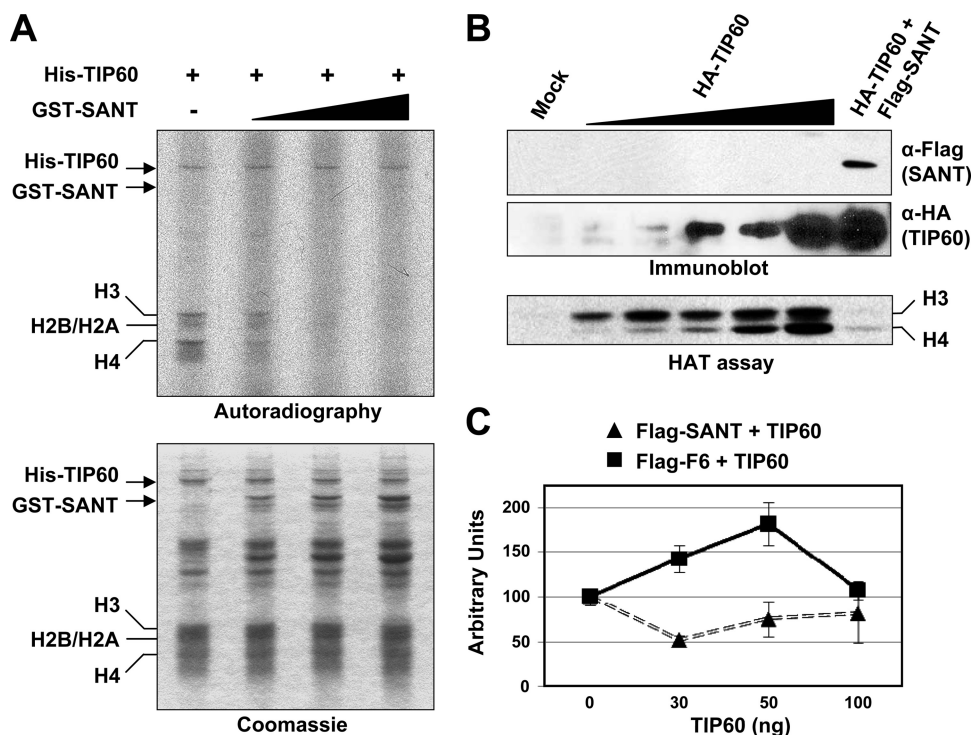 A
His-TIP60 + + + +
GST-SANT -
His-TIP60
GST-SANT
H3
H2B/H2A
H4
Autoradiography
His-TIP60
GST-SANT
H3
H2B/H2A
H4
Coomassie
B
Mock
HA-TIP60
HA-TIP60 +
Flag-SANT
α-Flag
(SANT)
α-HA
(TIP60)
Immunoblot
H3
H4
HAT assay
C
Flag-SANT + TIP60
Flag-F6 + TIP60
Arbitrary Units
200
150
100
50
0
0 30 50 100
TIP60 (ng)